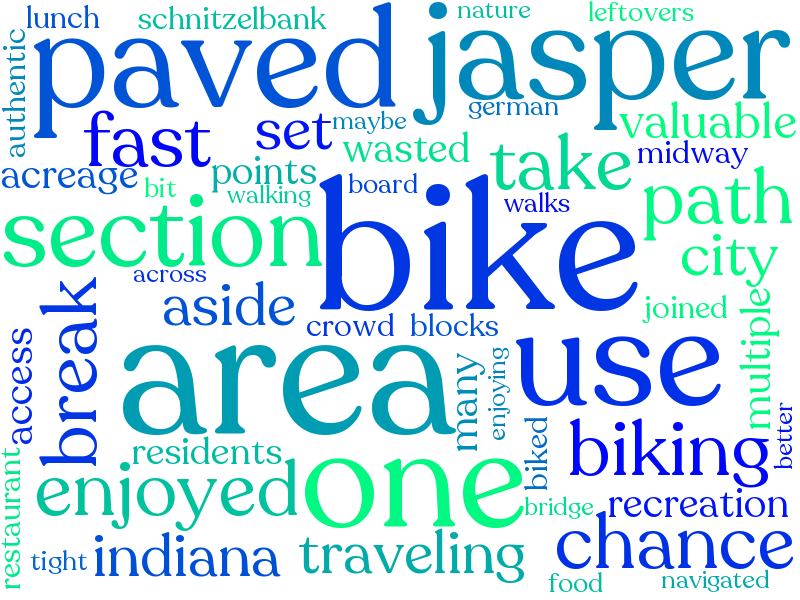 lunch
schnitzelbank
nature
leftovers
authentic
paved
jasper
german
fast
set
maybe
valuable
wasted
midway
acreage
bit
points
take
walking
board
walks
path
section
bike
city
across
aside
joined
crowd
blocks
break
access
area
many
enjoying
use
multiple
better
restaurant
residents
biked
biking
enjoyed
one
bridge
recreation
tight
indiana
traveling
chance
food
navigated